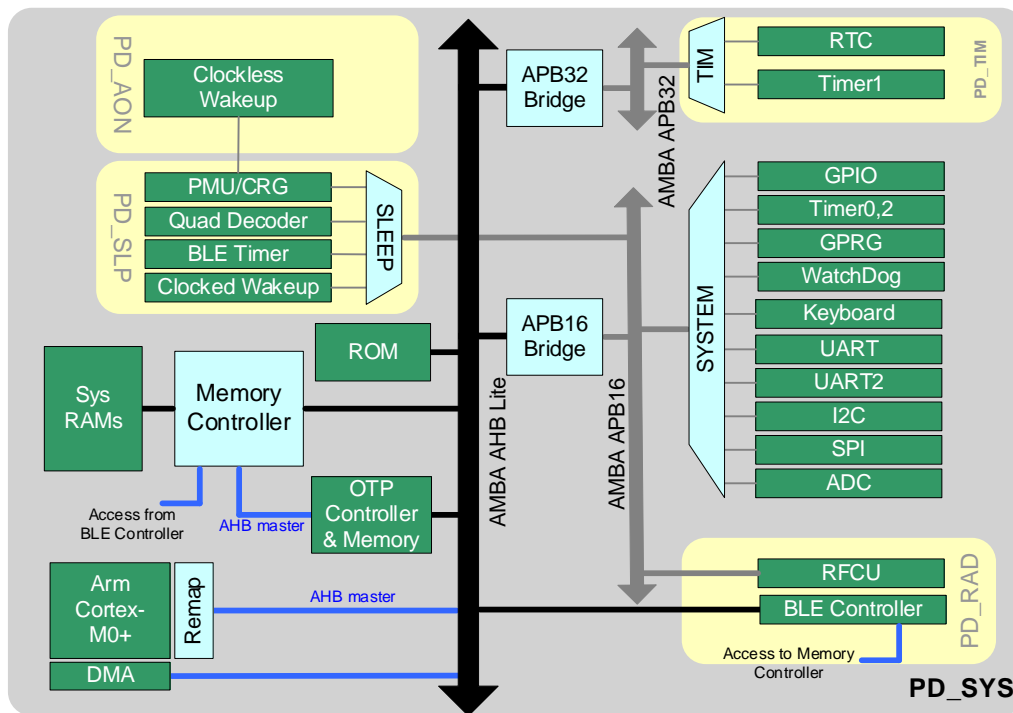 PD_AON
Clockless
Wakeup
PD_SLP
PMU/CRG
Quad Decoder
BLE Timer
Clocked Wakeup
SLEEP
APB32
Bridge
AMBA APB32
TIM
RTC
Timer1
PD_TIM
GPIO
Timer0,2
GPRG
WatchDog
Keyboard
UART
UART2
I2C
SPI
ADC
SYSTEM
APB16
Bridge
AMBA APB16
AMBA AHB Lite
ROM
Sys
RAMs
Memory
Controller
Access from
BLE Controller
AHB master
OTP
Controller
& Memory
Arm
Cortex-
M0+
Remap
AHB master
DMA
RFCU
BLE Controller
PD_RAD
Access to Memory
Controller
PD_SYS